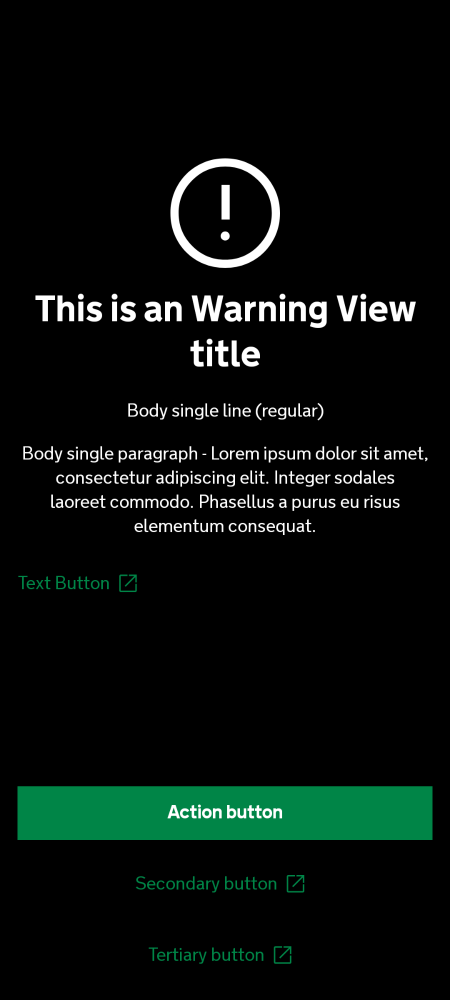 This is an Warning View
title
Body single line (regular)
Body single paragraph - Lorem ipsum dolor sit amet,
consectetur adipiscing elit. Integer sodales
laoreet commodo. Phasellus a purus eu risus
elementum consequat.
Text Button
Action button
Secondary button
Tertiary button